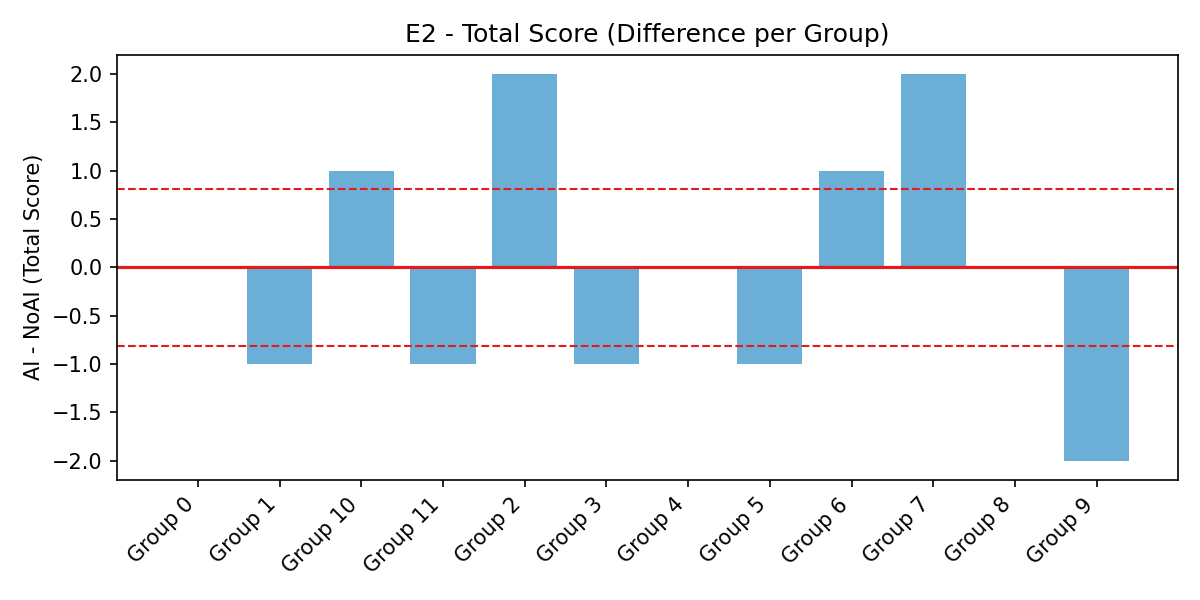 E2 - Total Score (Difference per Group)
AI - NoAI (Total Score)
2.0
1.5
1.0
0.5
0.0
−0.5
−1.0
−1.5
−2.0
Group 0
Group 1
Group 10
Group 11
Group 2
Group 3
Group 4
Group 5
Group 6
Group 7
Group 8
Group 9